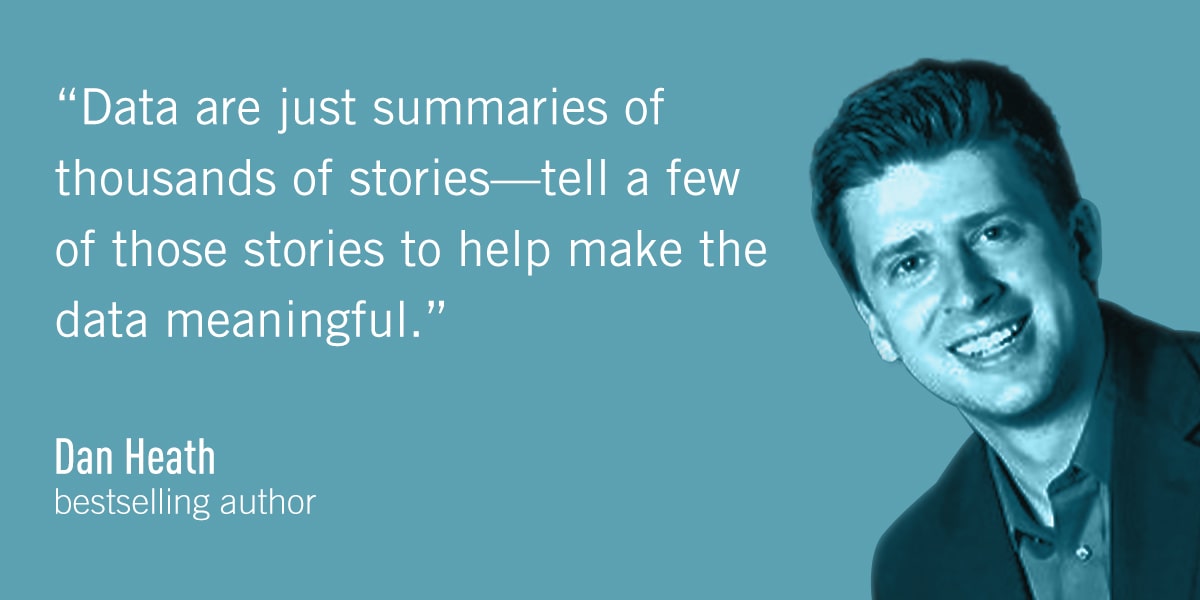 “Data are just summaries of
thousands of stories—tell a few
of those stories to help make the
data meaningful.”
Dan Heath
bestselling author